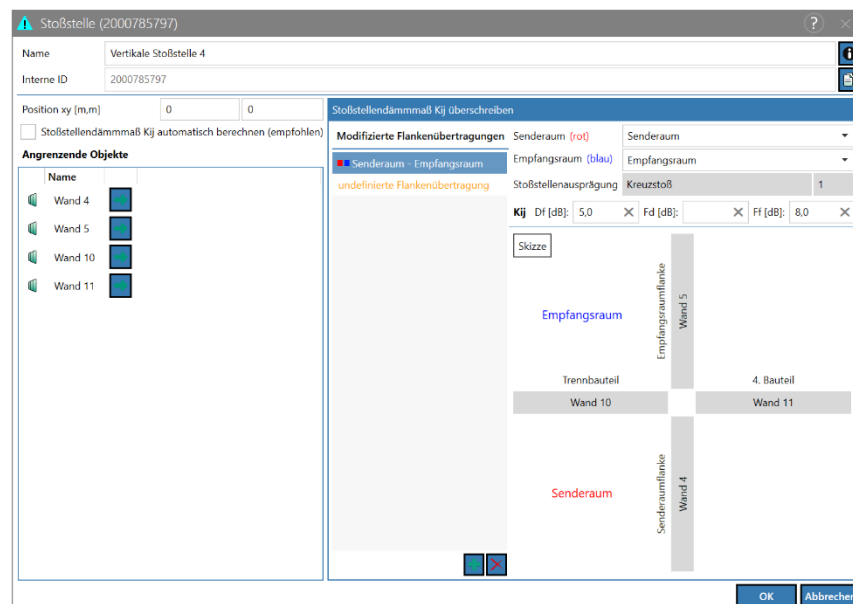 Stoßstelle (2000785797)
?
Name
Vertikale Stoßstelle 4
Interne ID
2000785797
Position xy [m,m]
0
0
Stoßstellendämmmaß Kij automatisch berechnen (empfohlen)
Angrenzende Objekte
Name
Wand 4
Wand 5
Wand 10
Wand 11
Stoßstellendämmmaß Kij überschreiben
Modifizierte Flankenübertragungen
Senderaum - Empfangsraum
undefinierte Flankenübertragung
Senderaum (rot)
Senderaum
Empfangsraum (blau)
Empfangsraum
Stoßstellenausprägung
Kreuzstoß
1
Kij Df [dB]: 5,0 Fd [dB]: Ff [dB]: 8,0
Skizze
Empfangsraum
Empfangsraumflanke
Wand 5
Trennbauteil
4. Bauteil
Wand 10
Wand 11
Senderaum
Senderaumflanke
Wand 4
OK
Abbrechen